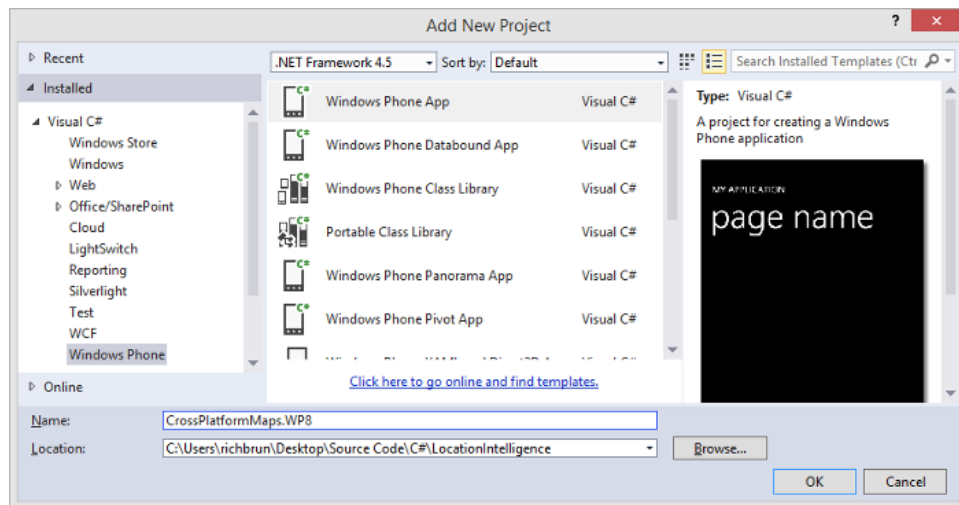 Add New Project
?
Recent
.NET Framework 4.5
Sort by: Default
Search Installed Templates (Ctr
Installed
Visual C#
Windows Store
Windows
Web
Office/SharePoint
Cloud
LightSwitch
Reporting
Silverlight
Test
WCF
Windows Phone
Online
C#
Windows Phone App Visual C#
C#
Windows Phone Databound App Visual C#
C#
Windows Phone Class Library Visual C#
C#
Portable Class Library Visual C#
C#
Windows Phone Panorama App Visual C#
C#
Windows Phone Pivot App Visual C#
Click here to go online and find templates.
Type: Visual C#
A project for creating a Windows
Phone application
MY APPLICATION
page name
Name: CrossPlatformMaps.WP8
Location: C:\Users\richbrun\Desktop\Source Code\C#\LocationIntelligence
Browse...
OK Cancel